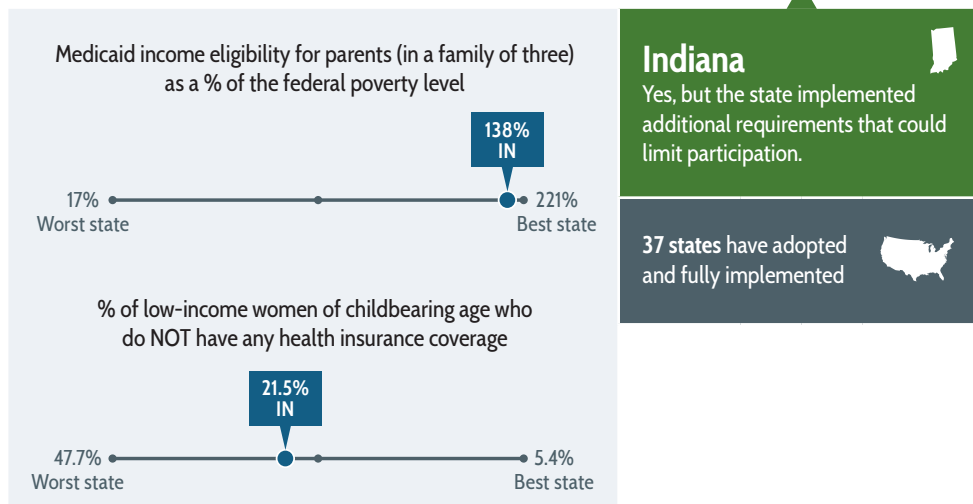 Medicaid income eligibility for parents (in a family of three)
as a % of the federal poverty level
138%
IN
17%
Worst state
221%
Best state
% of low-income women of childbearing age who
do NOT have any health insurance coverage
21.5%
IN
47.7%
Worst state
5.4%
Best state
Indiana
Yes, but the state implemented
additional requirements that could
limit participation.
37 states have adopted
and fully implemented